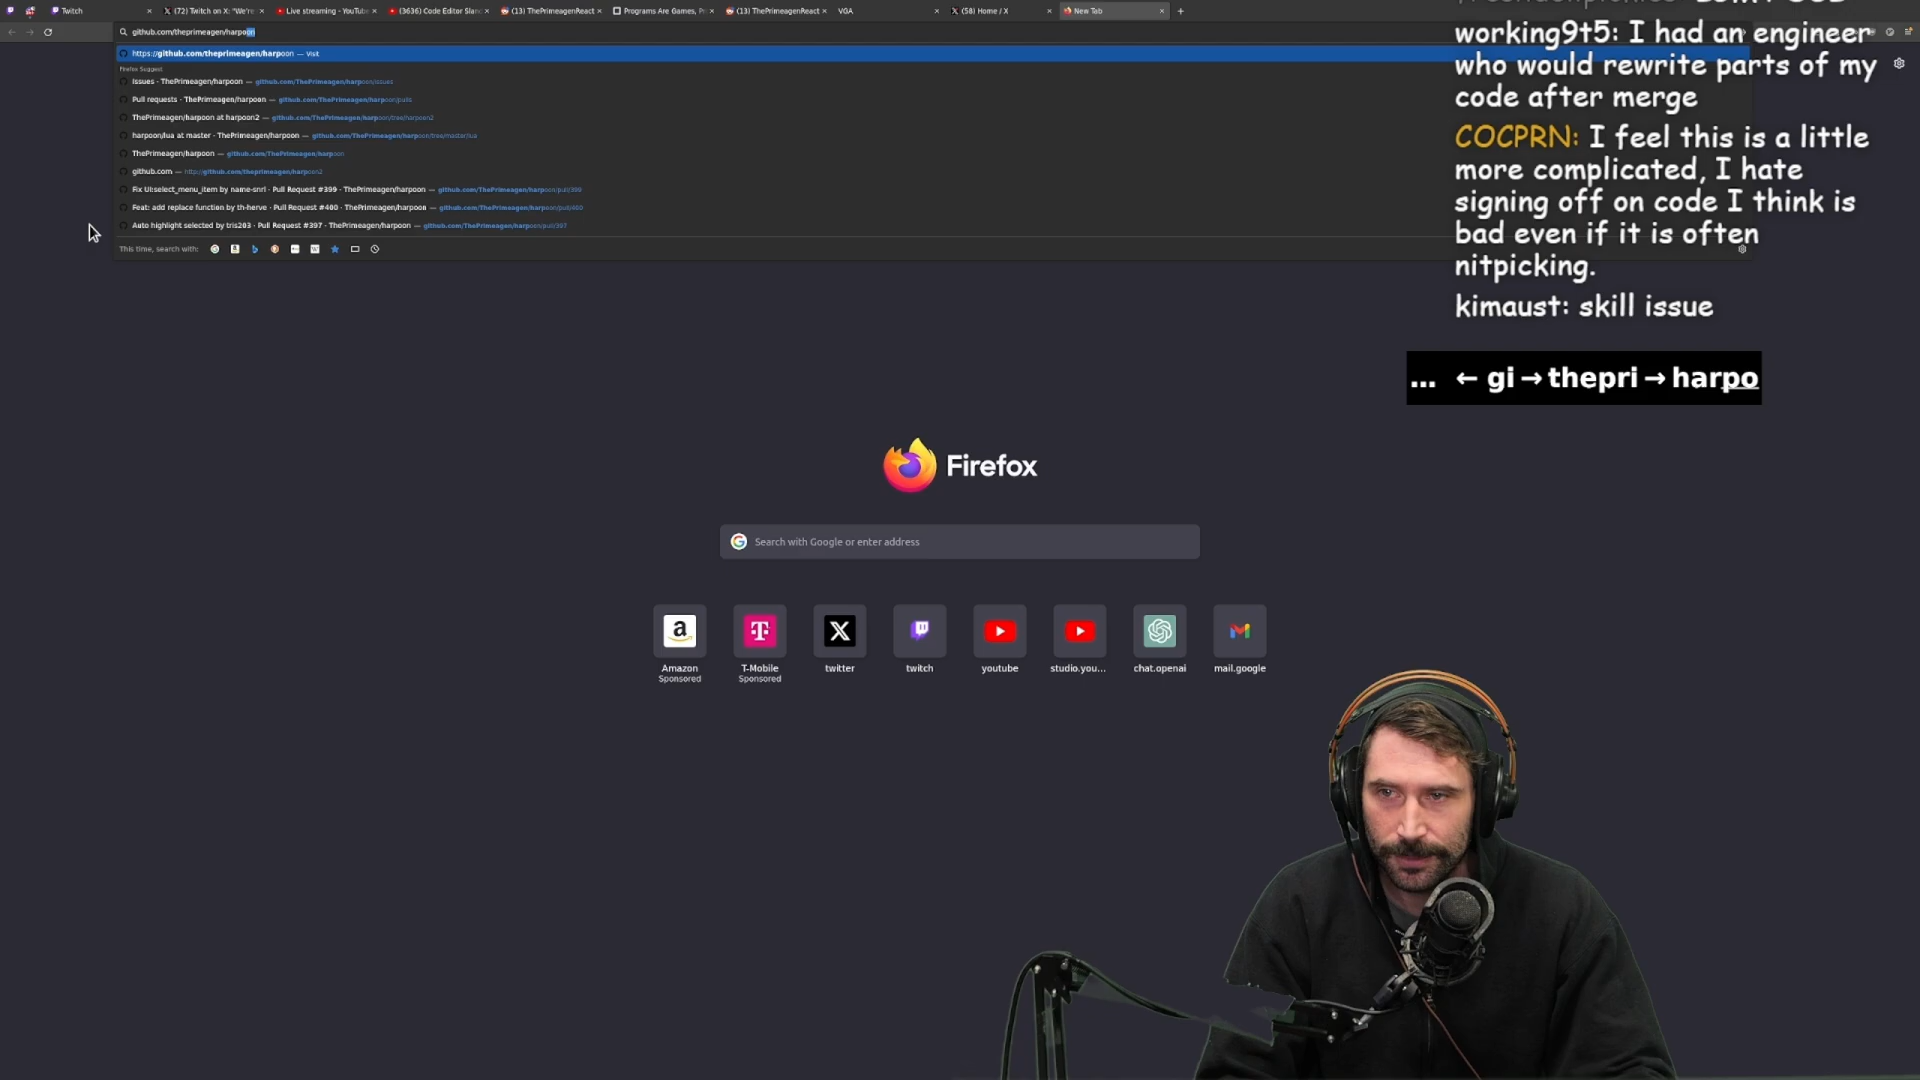 Twitch
(72) Twitch on X: "We're
Live streaming - YouTube
(3636) Code Editor Slan
(13) ThePrimeagenReact
Programs Are Games, P
(13) ThePrimeagenReact
VGA
(58) Home / X
New Tab
github.com/theprimeagen/harpoon
https://github.com/theprimeagen/harpoon — Visit
Firefox Suggest
Issues · ThePrimeagen/harpoon — github.com/ThePrimeagen/harpoon/issues
Pull requests · ThePrimeagen/harpoon — github.com/ThePrimeagen/harpoon/pulls
ThePrimeagen/harpoon at harpoon2 — github.com/ThePrimeagen/harpoon/tree/harpoon2
harpoon/lua at master · ThePrimeagen/harpoon — github.com/ThePrimeagen/harpoon/tree/master/lua
ThePrimeagen/harpoon — github.com/ThePrimeagen/harpoon
github.com — http://github.com/theprimeagen/harpoon2
Fix UI:select_menu_item by name-snrl · Pull Request #399 · ThePrimeagen/harpoon — github.com/ThePrimeagen/harpoon/pull/399
Feat: add replace function by th-herve · Pull Request #400 · ThePrimeagen/harpoon — github.com/ThePrimeagen/harpoon/pull/400
Auto highlight selected by tris203 · Pull Request #397 · ThePrimeagen/harpoon — github.com/ThePrimeagen/harpoon/pull/397
This time, search with:
working9t5: I had an engineer
who would rewrite parts of my
code after merge
COCPRN: I feel this is a little
more complicated, I hate
signing off on code I think is
bad even if it is often
nitpicking.
kimaust: skill issue
... ← gi→thepri→harpo
Firefox
Search with Google or enter address
Amazon
Sponsored
T-Mobile
Sponsored
twitter
twitch
youtube
studio.you...
chat.openai
mail.google